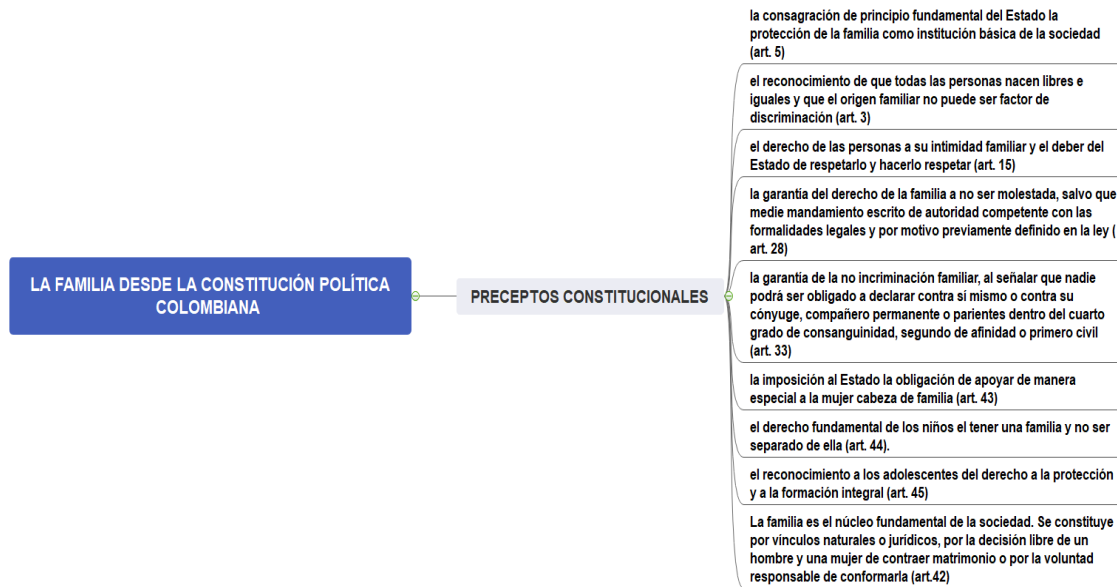 LA FAMILIA DESDE LA CONSTITUCIÓN POLÍTICA
COLOMBIANA
PRECEPTOS CONSTITUCIONALES
la consagración de principio fundamental del Estado la
protección de la familia como institución básica de la sociedad
(art. 5)
el reconocimiento de que todas las personas nacen libres e
iguales y que el origen familiar no puede ser factor de
discriminación (art. 3)
el derecho de las personas a su intimidad familiar y el deber del
Estado de respetarlo y hacerlo respetar (art. 15)
la garantía del derecho de la familia a no ser molestada, salvo que
medie mandamiento escrito de autoridad competente con las
formalidades legales y por motivo previamente definido en la ley (
art. 28)
la garantía de la no incriminación familiar, al señalar que nadie
podrá ser obligado a declarar contra sí mismo o contra su
cónyuge, compañero permanente o parientes dentro del cuarto
grado de consanguinidad, segundo de afinidad o primero civil
(art. 33)
la imposición al Estado la obligación de apoyar de manera
especial a la mujer cabeza de familia (art. 43)
el derecho fundamental de los niños el tener una familia y no ser
separado de ella (art. 44).
el reconocimiento a los adolescentes del derecho a la protección
y a la formación integral (art. 45)
La familia es el núcleo fundamental de la sociedad. Se constituye
por vínculos naturales o jurídicos, por la decisión libre de un
hombre y una mujer de contraer matrimonio o por la voluntad
responsable de conformarla (art.42)